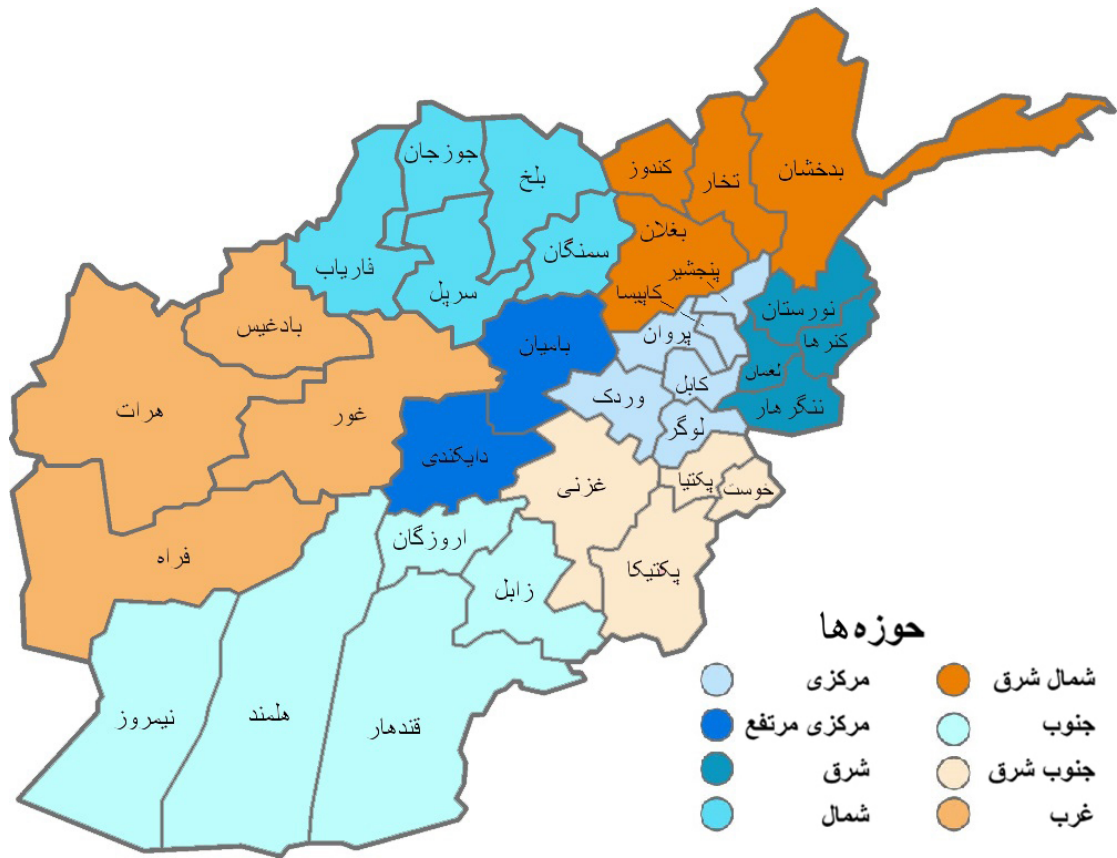 بدخشان
تخار
کندوز
جوزجان
بلخ
بغلان
سمنگان
فاریاب
سرپل
پنجشیر
کاپیسا
نورستان
کنرها
بادغیس
بامیان
پروان
لغمان
کابل
وردک
ننگرهار
هرات
غور
لوگر
دایکندی
غزنی
پکتیا
خوست
اروزگان
فراه
زابل
پکتیکا
نیمروز
هلمند
قندهار
حوزه‌ها
شمال شرق
مرکزی
جنوب
مرکزی مرتفع
جنوب شرق
شرق
غرب
شمال